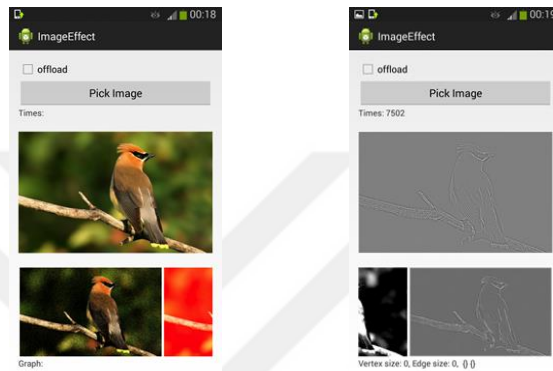 00:18
ImageEffect
offload
Pick Image
Times:
Graph:
00:19
ImageEffect
offload
Pick Image
Times: 7502
Vertex size: 0, Edge size: 0, {} {}